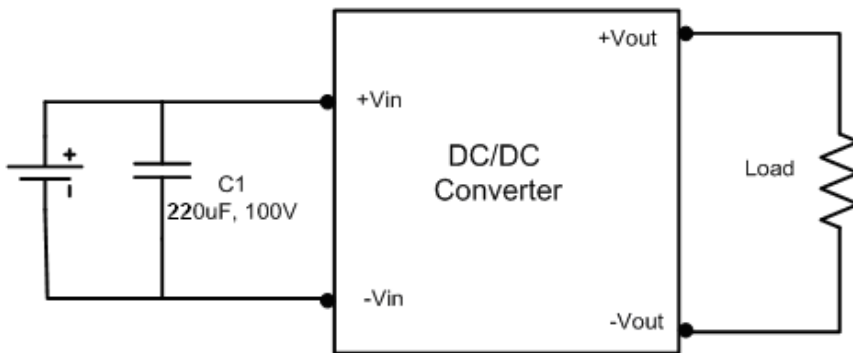 +Vout
+Vin
DC/DC
Converter
Load
+
-
C1
220uF, 100V
-Vin
-Vout